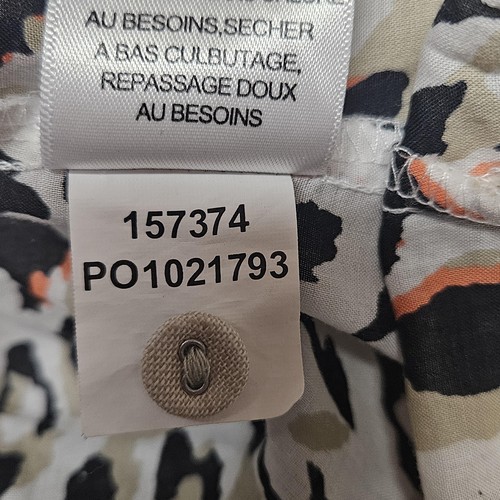 AU BESOINS,SECHER
A BAS CULBUTAGE,
REPASSAGE DOUX
AU BESOINS
157374
PO1021793